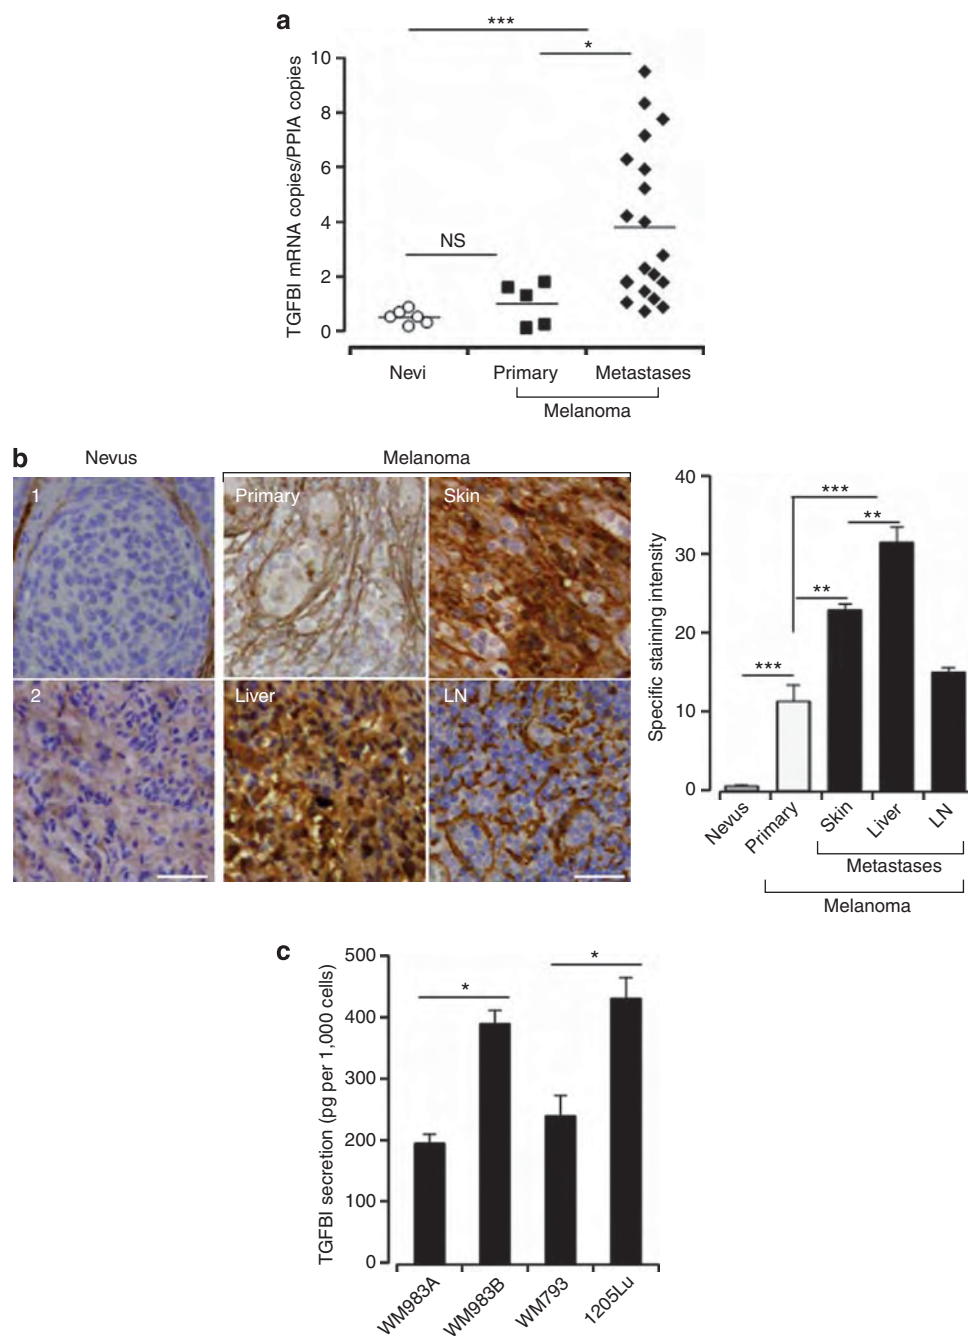 a
***
*
TGFBI mRNA copies/PPIA copies
10
8
6
4
2
0
NS
Nevi
Primary
Metastases
Melanoma
b
Nevus
Melanoma
1
Primary
Skin
2
Liver
LN
Specific staining intensity
40
30
20
10
0
***
**
**
***
Nevus
Primary
Skin
Liver
LN
Metastases
Melanoma
c
TGFBI secretion (pg per 1,000 cells)
500
400
300
200
100
0
*
*
WM983A
WM983B
WM793
1205Lu